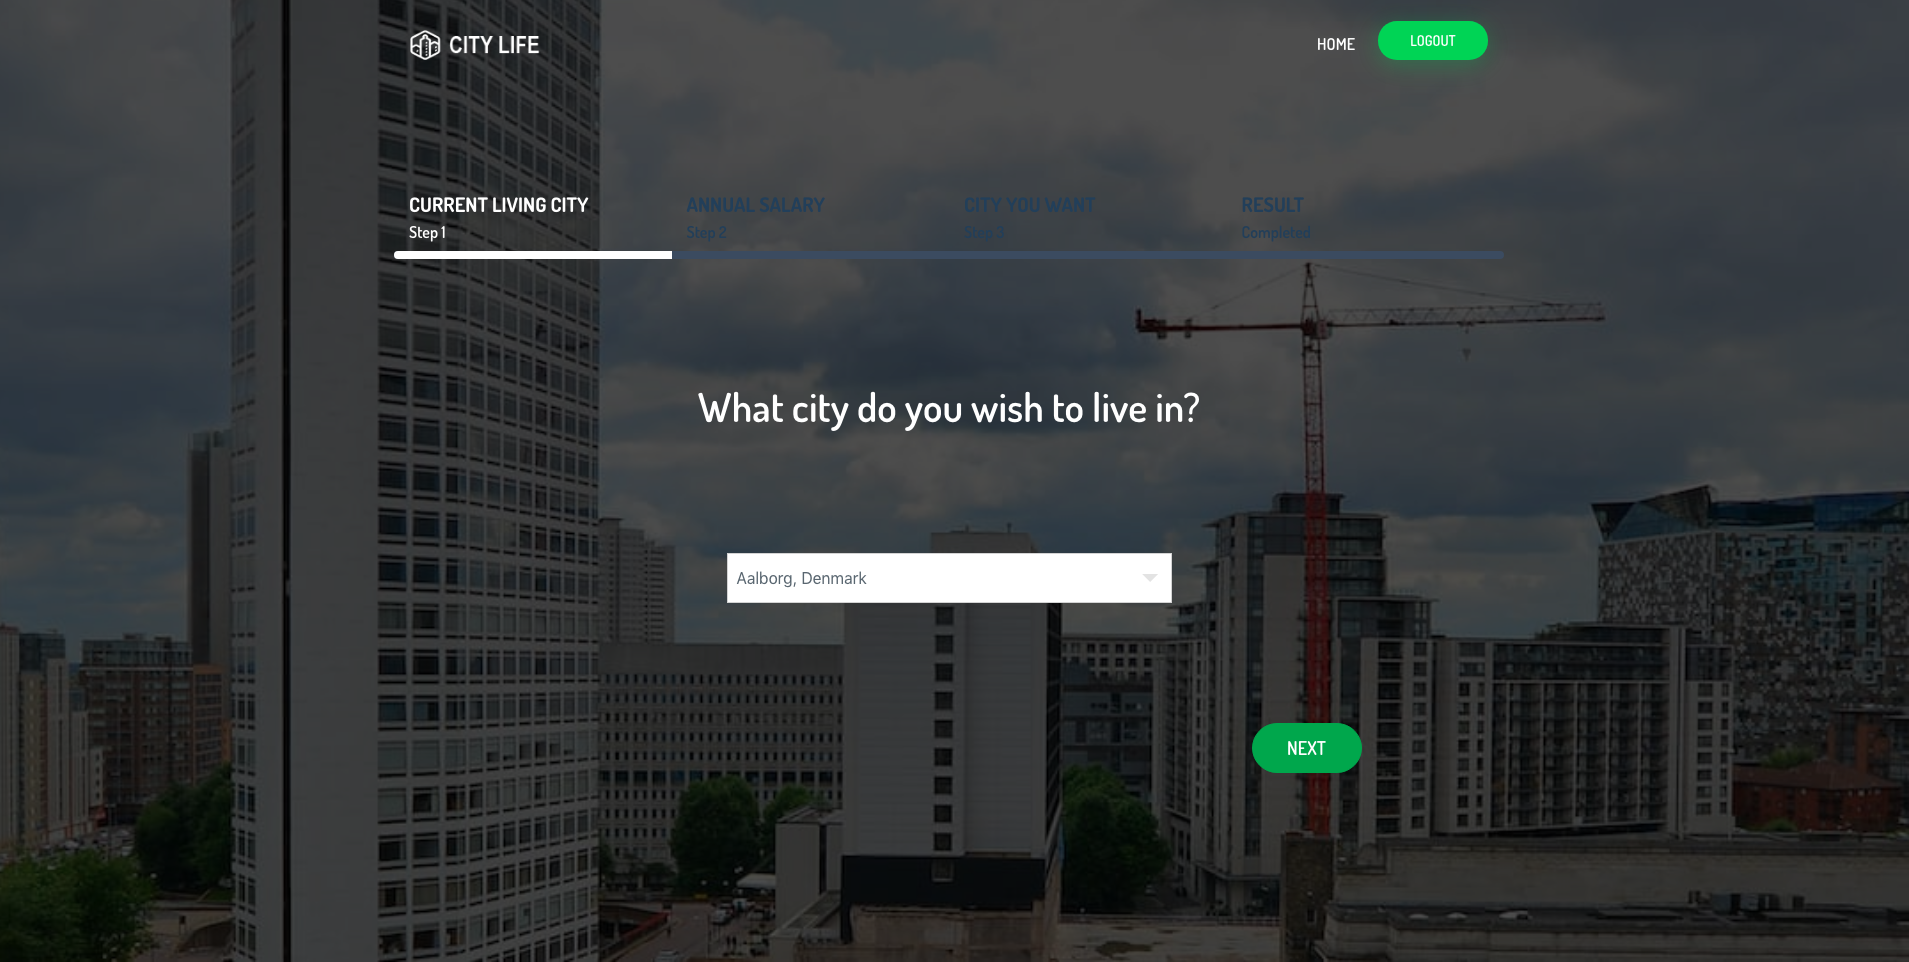 CITY LIFE
HOME
LOGOUT
CURRENT LIVING CITY
Step 1
ANNUAL SALARY
Step 2
CITY YOU WANT
Step 3
RESULT
Completed
What city do you wish to live in?
Aalborg, Denmark
NEXT